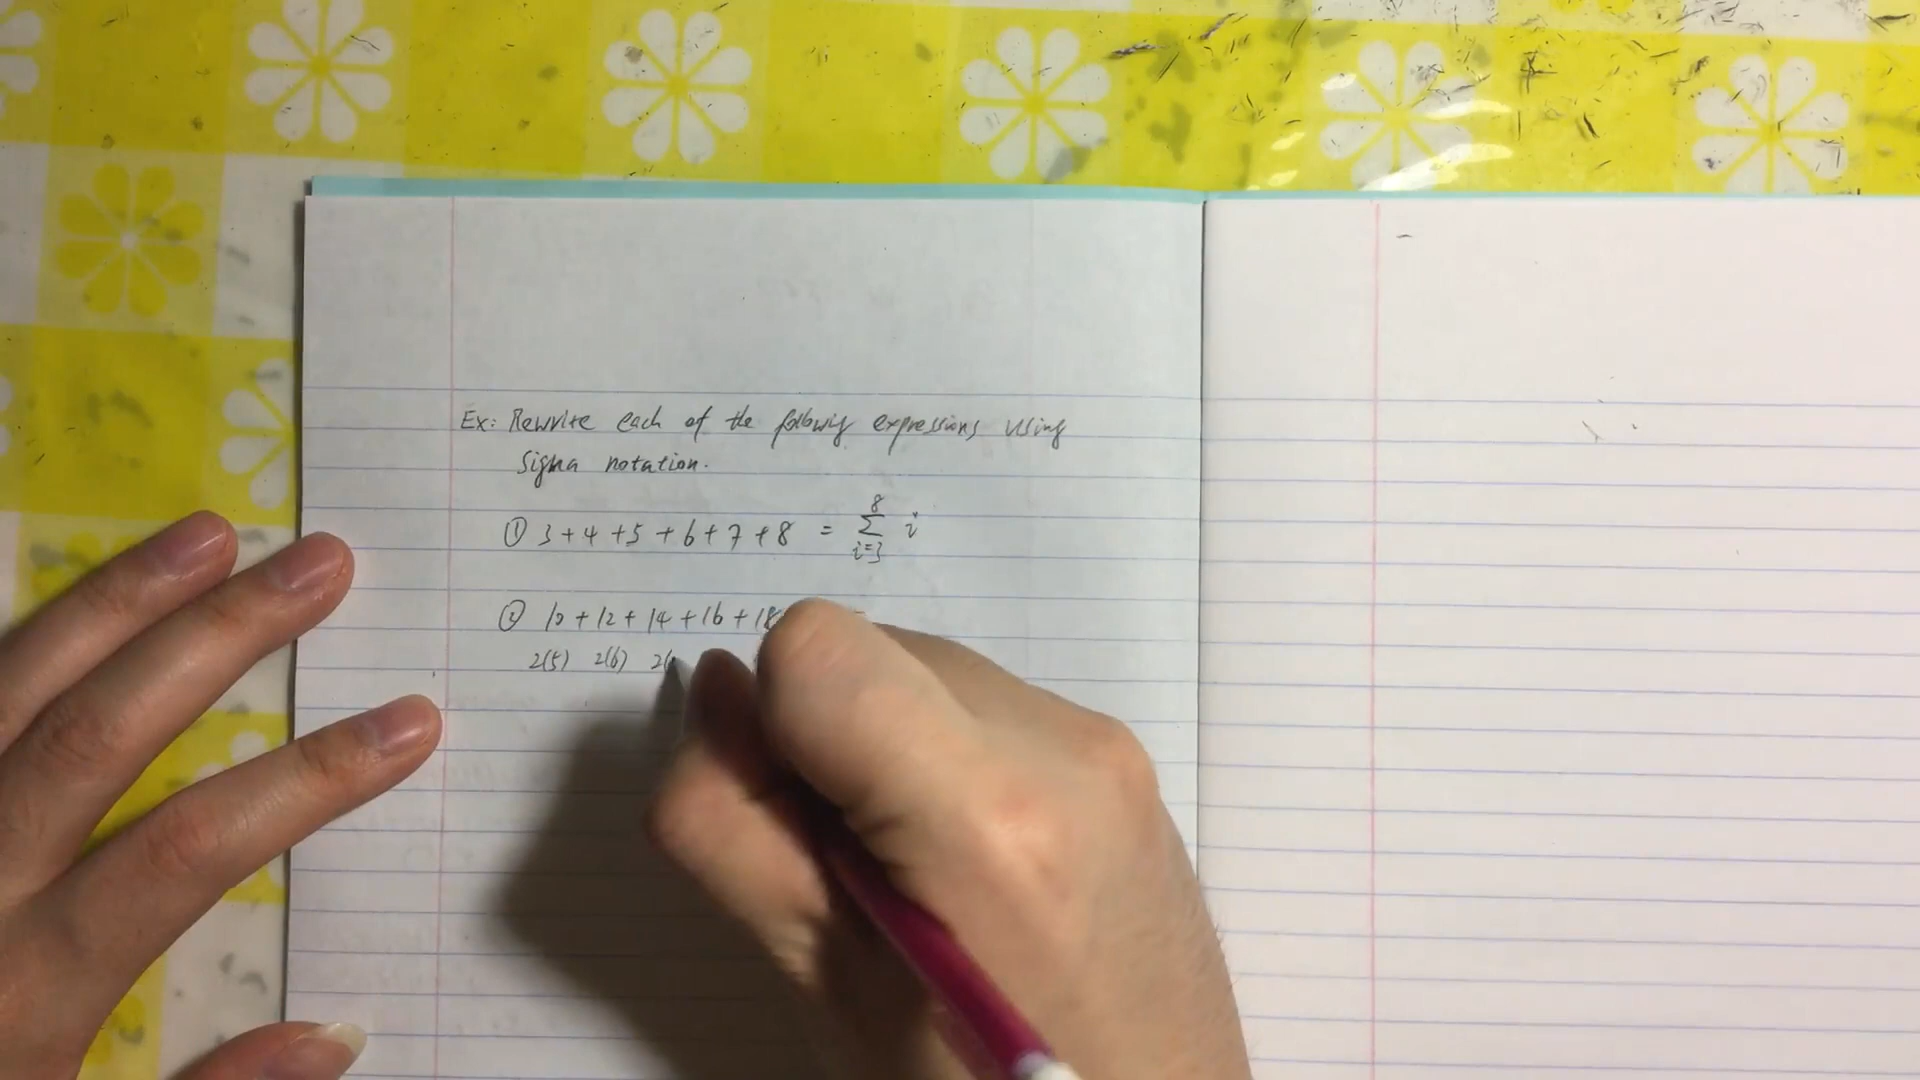 Ex: Rewrite each of the following expressions using
Sigma notation.
① 3+4+5+6+7+8 = 8∑i=3 i
② 10+12+14+16+18
2(5) 2(6) 2(